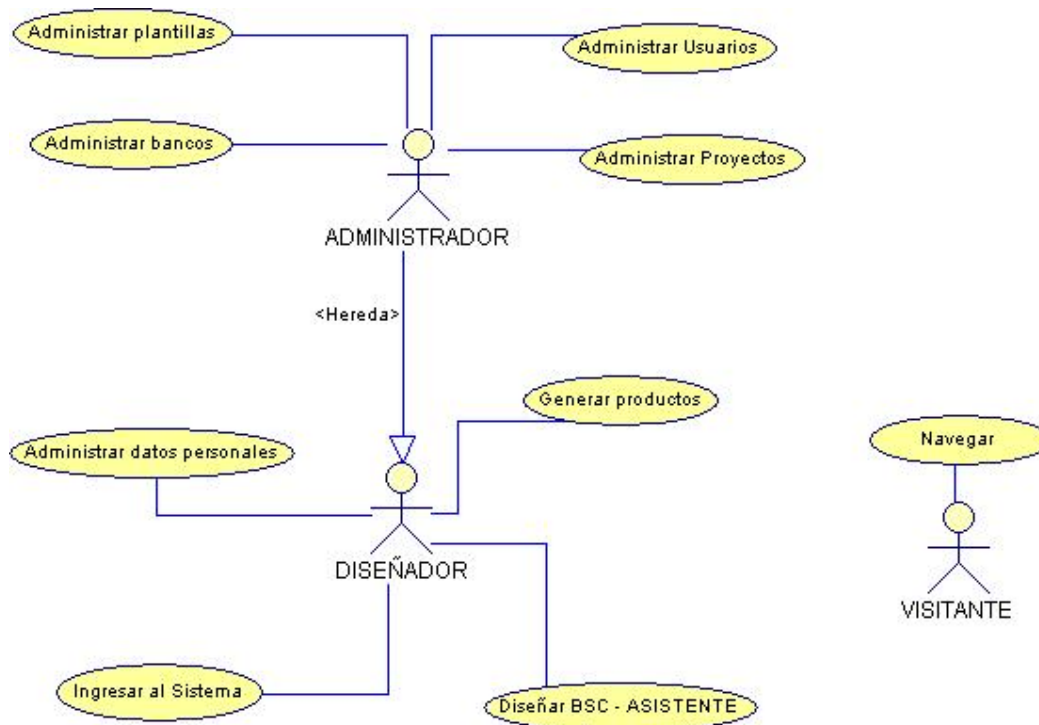 Administrar plantillas
Administrar Usuarios
Administrar bancos
Administrar Proyectos
ADMINISTRADOR
<Hereda>
Generar productos
Navegar
Administrar datos personales
DISEÑADOR
VISITANTE
Ingresar al Sistema
Diseñar BSC - ASISTENTE